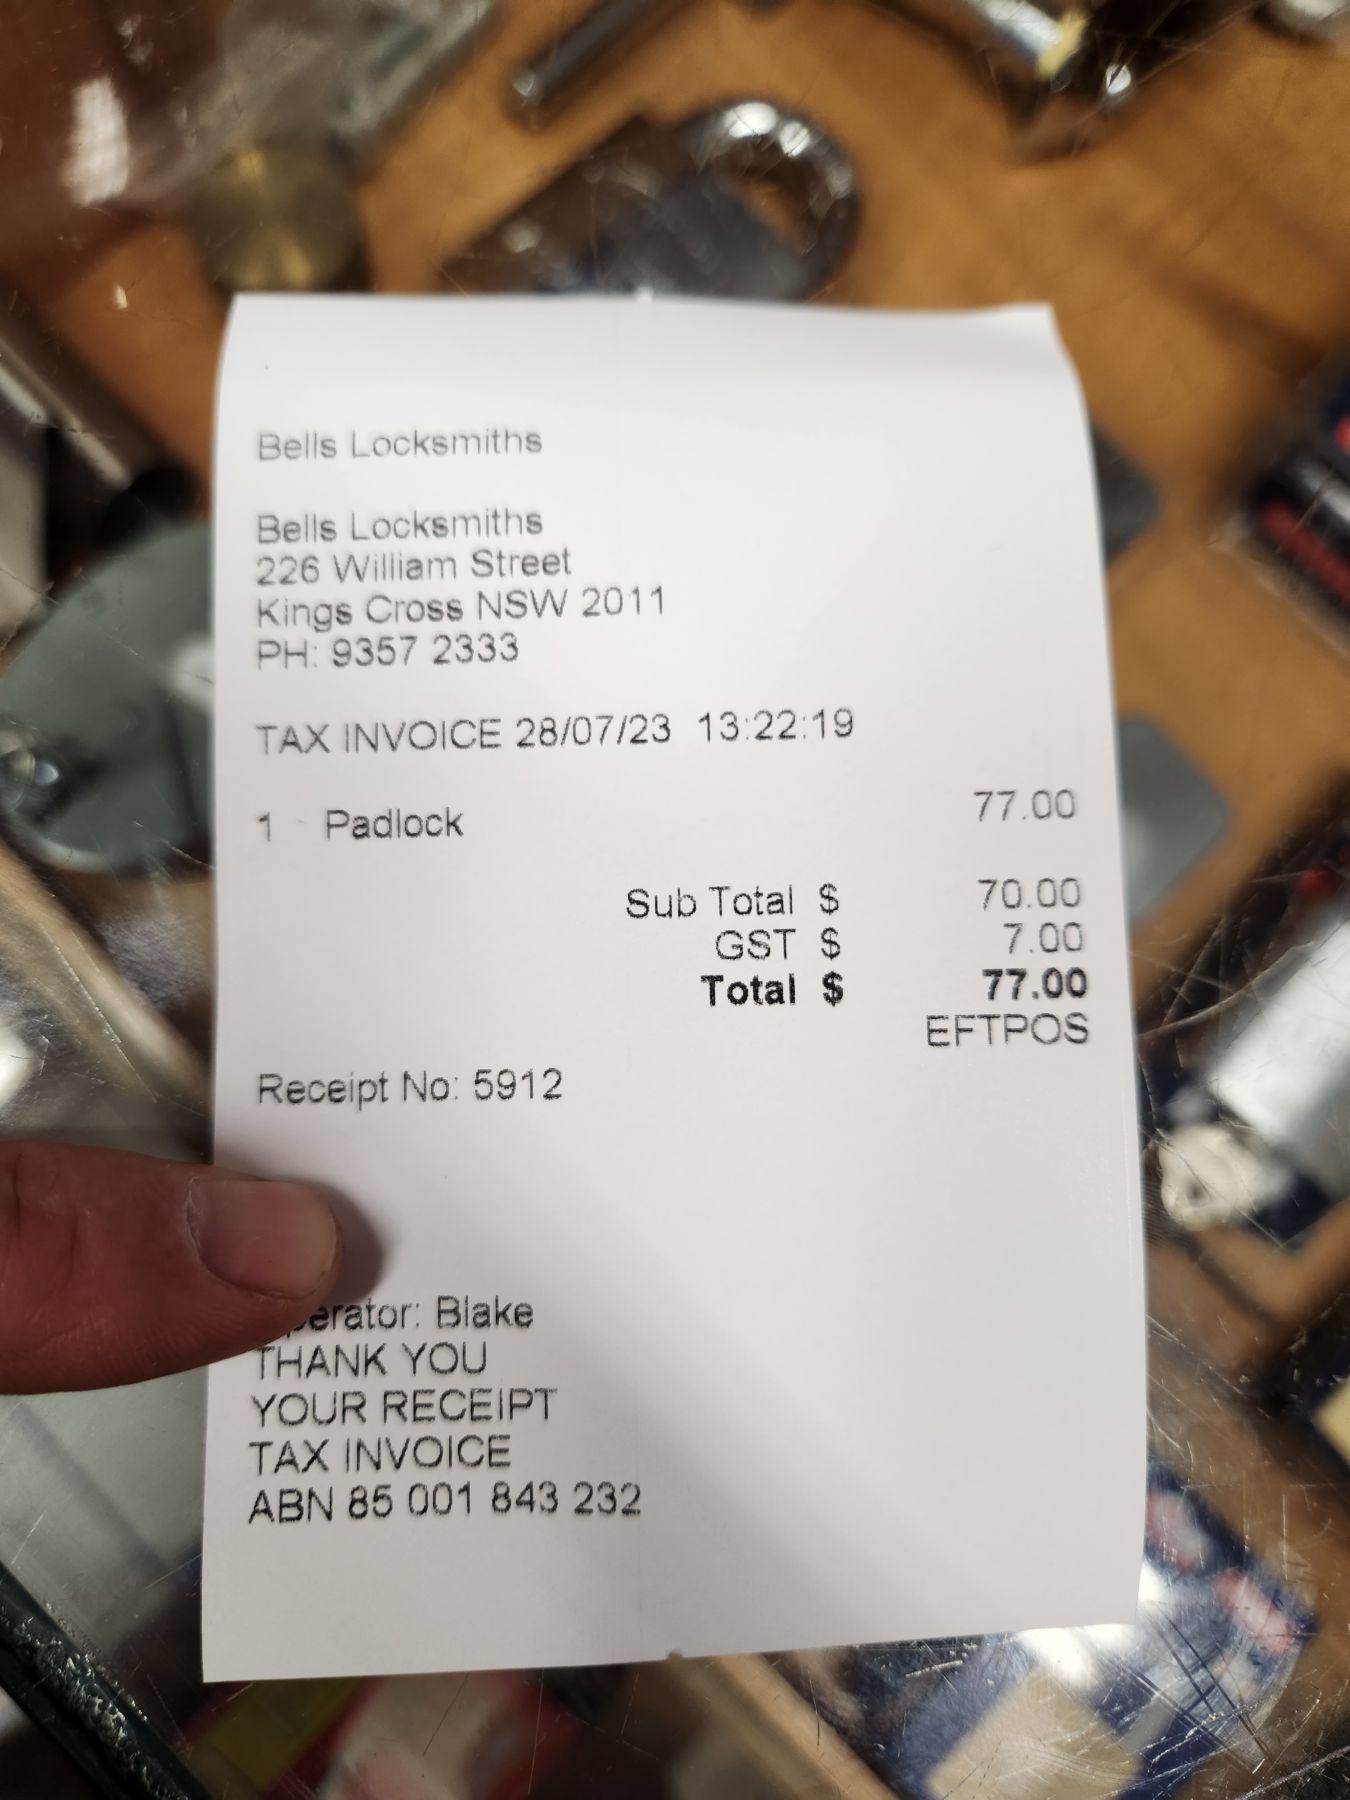 Bells Locksmiths
Bells Locksmiths
226 William Street
Kings Cross NSW 2011
PH: 9357 2333
TAX INVOICE 28/07/23 13:22:19
1 Padlock 77.00
Sub Total $ 70.00
GST $ 7.00
Total $ 77.00
EFTPOS
Receipt No: 5912
perator: Blake
THANK YOU
YOUR RECEIPT
TAX INVOICE
ABN 85 001 843 232